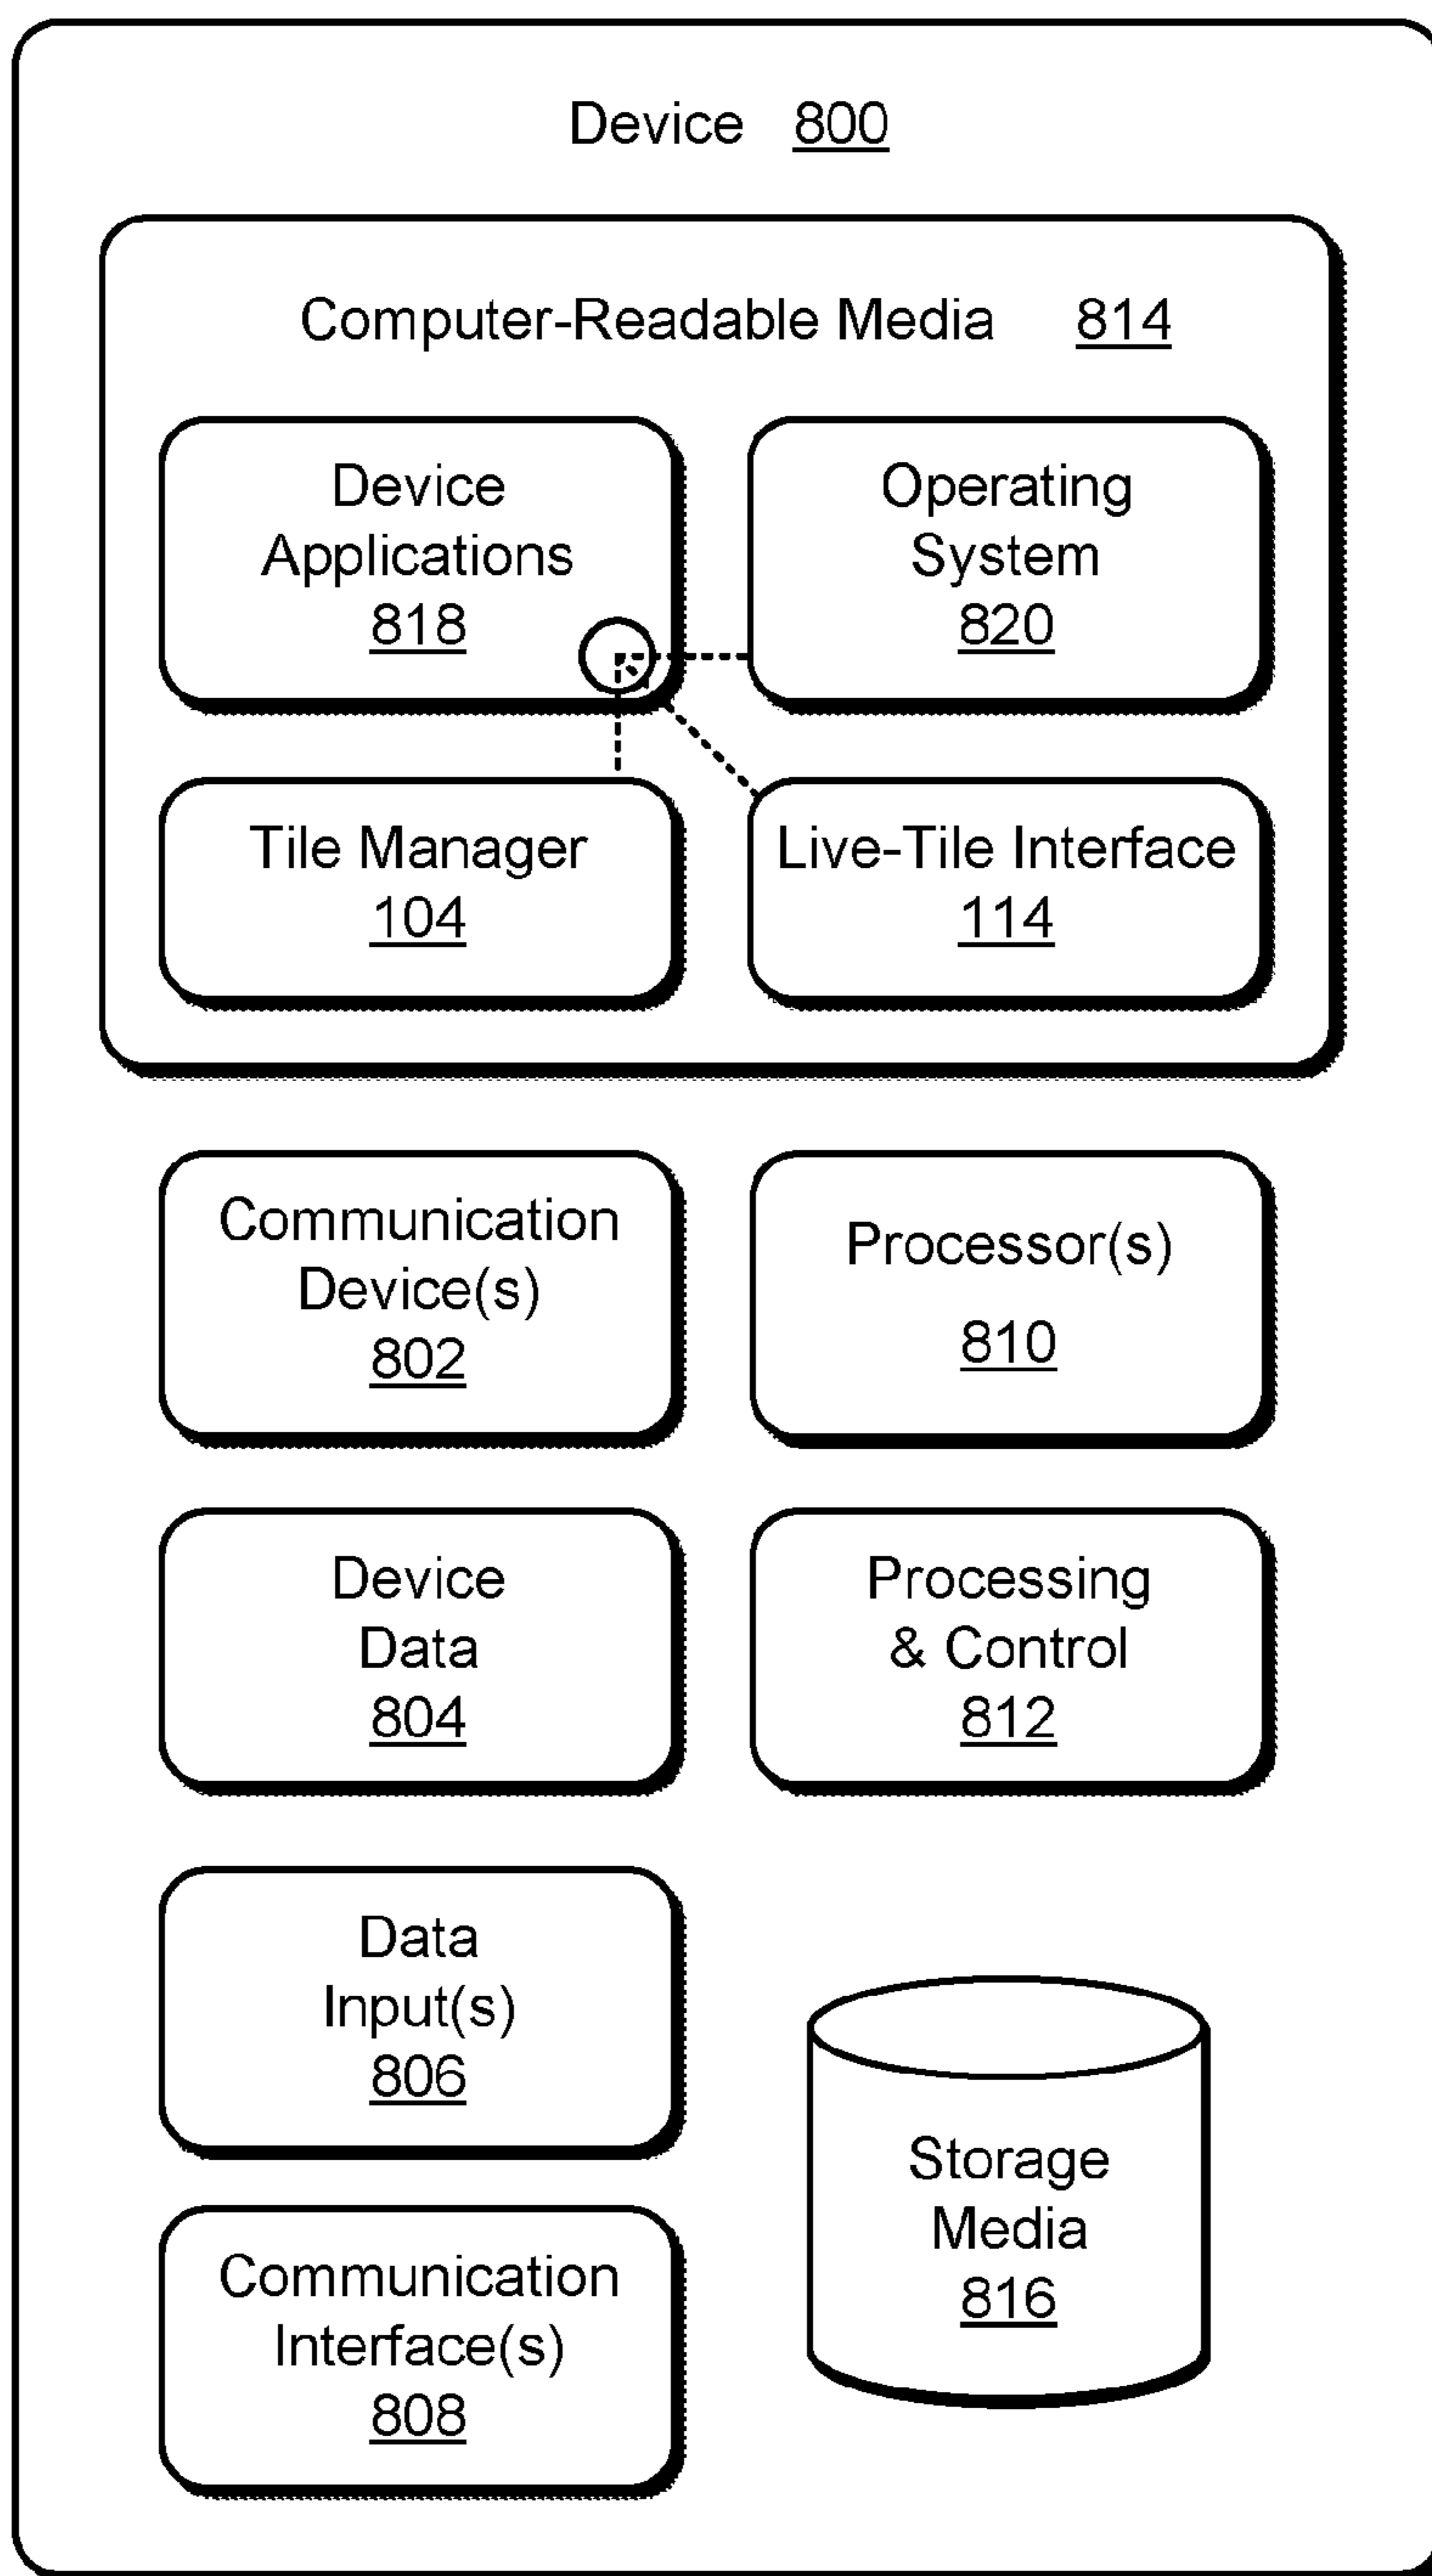 Device 800
Computer-Readable Media 814
Device
Applications
818
Operating
System
820
Tile Manager
104
Live-Tile Interface
114
Communication
Device(s)
802
Processor(s)
810
Device
Data
804
Processing
& Control
812
Data
Input(s)
806
Storage
Media
816
Communication
Interface(s)
808